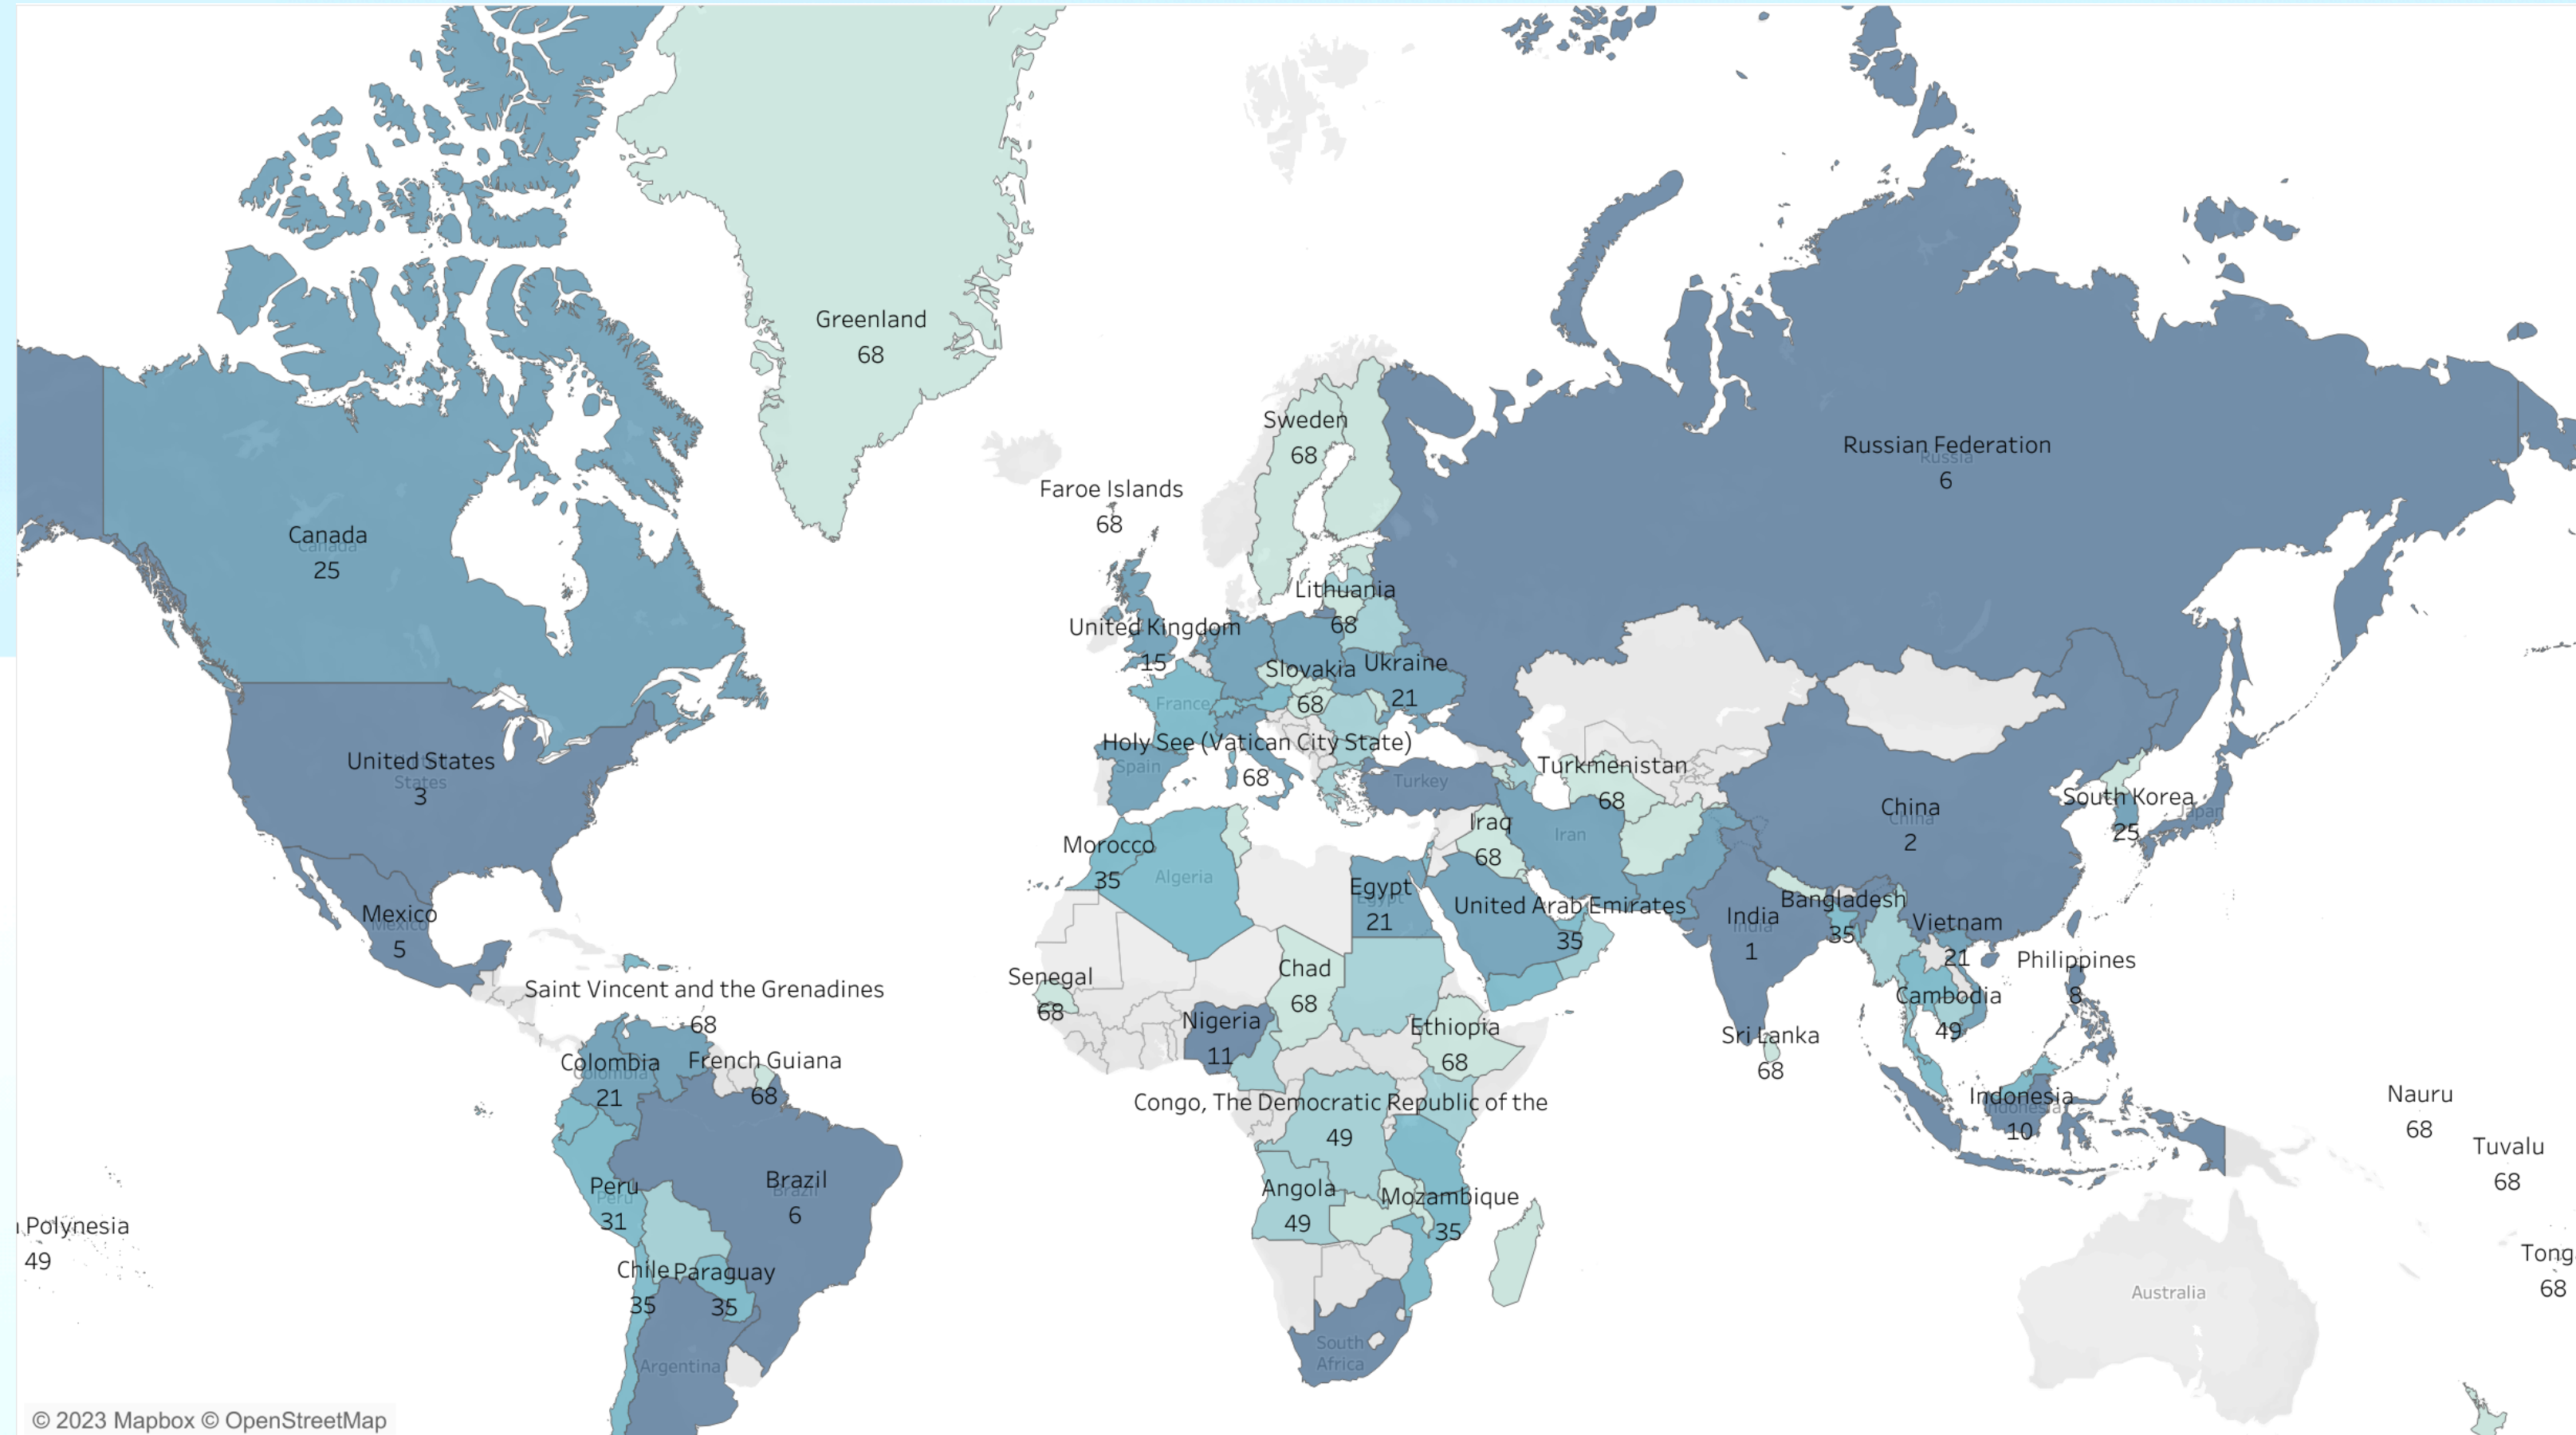 Greenland
68
Sweden
68
Russian Federation
Russia
6
Faroe Islands
68
Canada
Canada
25
Lithuania
68
United Kingdom
15
Slovakia
68
Ukraine
21
France
Holy See (Vatican City State)
68
Spain
Turkey
United States
States
3
Turkmenistan
68
South Korea
25
Japan
China
China
2
Iraq
68
Iran
Morocco
35
Algeria
Egypt
Egypt
21
United Arab Emirates
35
Bangladesh
35
India
India
1
Vietnam
21
Mexico
Mexico
5
Philippines
8
Senegal
68
Chad
68
Saint Vincent and the Grenadines
68
Cambodia
49
Nigeria
11
Ethiopia
68
Sri Lanka
68
Colombia
Colombia
21
French Guiana
68
Indonesia
Indonesia
10
Nauru
68
Congo, The Democratic Republic of the
49
Tuvalu
68
Brazil
Brazil
6
Peru
Peru
31
Angola
49
Mozambique
35
Polynesia
49
Tong
68
Chile
35
Paraguay
35
Australia
South
Africa
Argentina
© 2023 Mapbox © OpenStreetMap